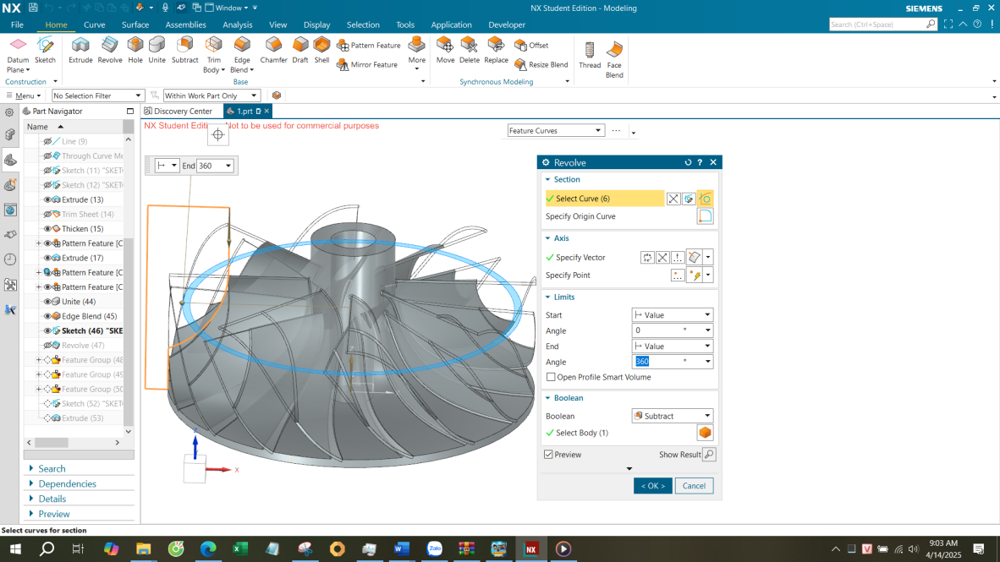 NX
Window
NX Student Edition - Modeling
SIEMENS
File
Home
Curve
Surface
Assemblies
Analysis
View
Display
Selection
Tools
Application
Developer
Search (Ctrl+Space)
Datum Plane
Sketch
Extrude
Revolve
Hole
Unite
Subtract
Trim Body
Edge Blend
Chamfer
Draft
Shell
Pattern Feature
Mirror Feature
More
Move
Delete
Replace
Offset
Resize Blend
Thread
Face Blend
Construction
Base
Synchronous Modeling
Menu
No Selection Filter
Within Work Part Only
Part Navigator
Discovery Center
1.prt
Name
NX Student Editi
Not to be used for commercial purposes
Feature Curves
Line (9)
Through Curve Me
Sketch (11) "SKET
Sketch (12) "SKET
Extrude (13)
Trim Sheet (14)
Thicken (15)
Pattern Feature [C
Extrude (17)
Pattern Feature [C
Pattern Feature [C
Unite (44)
Edge Blend (45)
Sketch (46) "SKE
Revolve (47)
Feature Group (48
Feature Group (49
Feature Group (50
Sketch (52) "SKET
Extrude (53)
Search
Dependencies
Details
Preview
End 360
Z
X
Revolve
Section
Select Curve (6)
Specify Origin Curve
Axis
Specify Vector
Specify Point
Limits
Start
Value
Angle
0 °
End
Value
Angle
360 °
Open Profile Smart Volume
Boolean
Boolean
Subtract
Select Body (1)
Preview
Show Result
< OK >
Cancel
Select curves for section
Zalo
NX
V
9:03 AM
4/14/2025